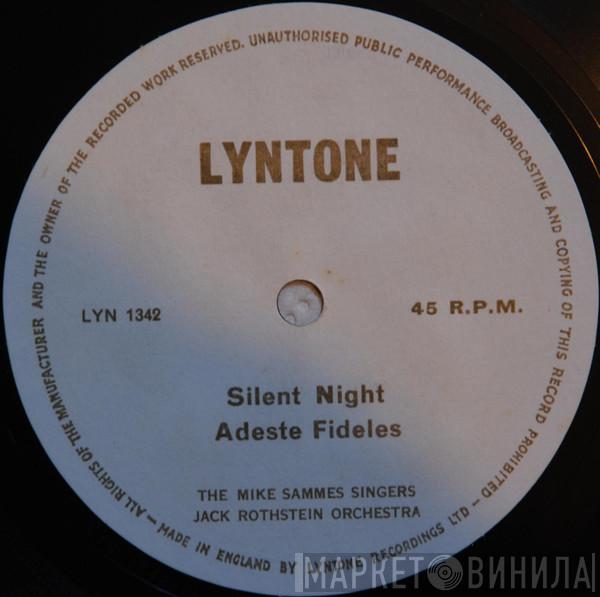 ALL RIGHTS OF THE MANUFACTURER AND THE OWNER OF THE RECORDED WORK RESERVED. UNAUTHORISED PUBLIC PERFORMANCE BROADCASTING AND COPYING OF THIS RECORD PROHIBITED –
LYNTONE
LYN 1342
45 R.P.M.
Silent Night
Adeste Fideles
THE MIKE SAMMES SINGERS
JACK ROTHSTEIN ORCHESTRA
– MADE IN ENGLAND BY LYNTONE RECORDINGS LTD –
МАРКЕТ ВИНИЛА